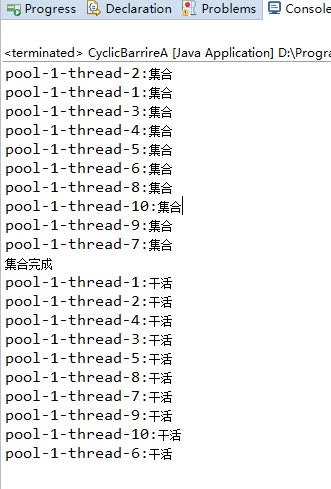 Progress Declaration Problems Console
<terminated> CyclicBarrireA [Java Application] D:\Progra
pool-1-thread-2:集合
pool-1-thread-1:集合
pool-1-thread-3:集合
pool-1-thread-4:集合
pool-1-thread-5:集合
pool-1-thread-6:集合
pool-1-thread-8:集合
pool-1-thread-10:集合
pool-1-thread-9:集合
pool-1-thread-7:集合
集合完成
pool-1-thread-1:干活
pool-1-thread-2:干活
pool-1-thread-4:干活
pool-1-thread-3:干活
pool-1-thread-5:干活
pool-1-thread-8:干活
pool-1-thread-7:干活
pool-1-thread-9:干活
pool-1-thread-10:干活
pool-1-thread-6:干活